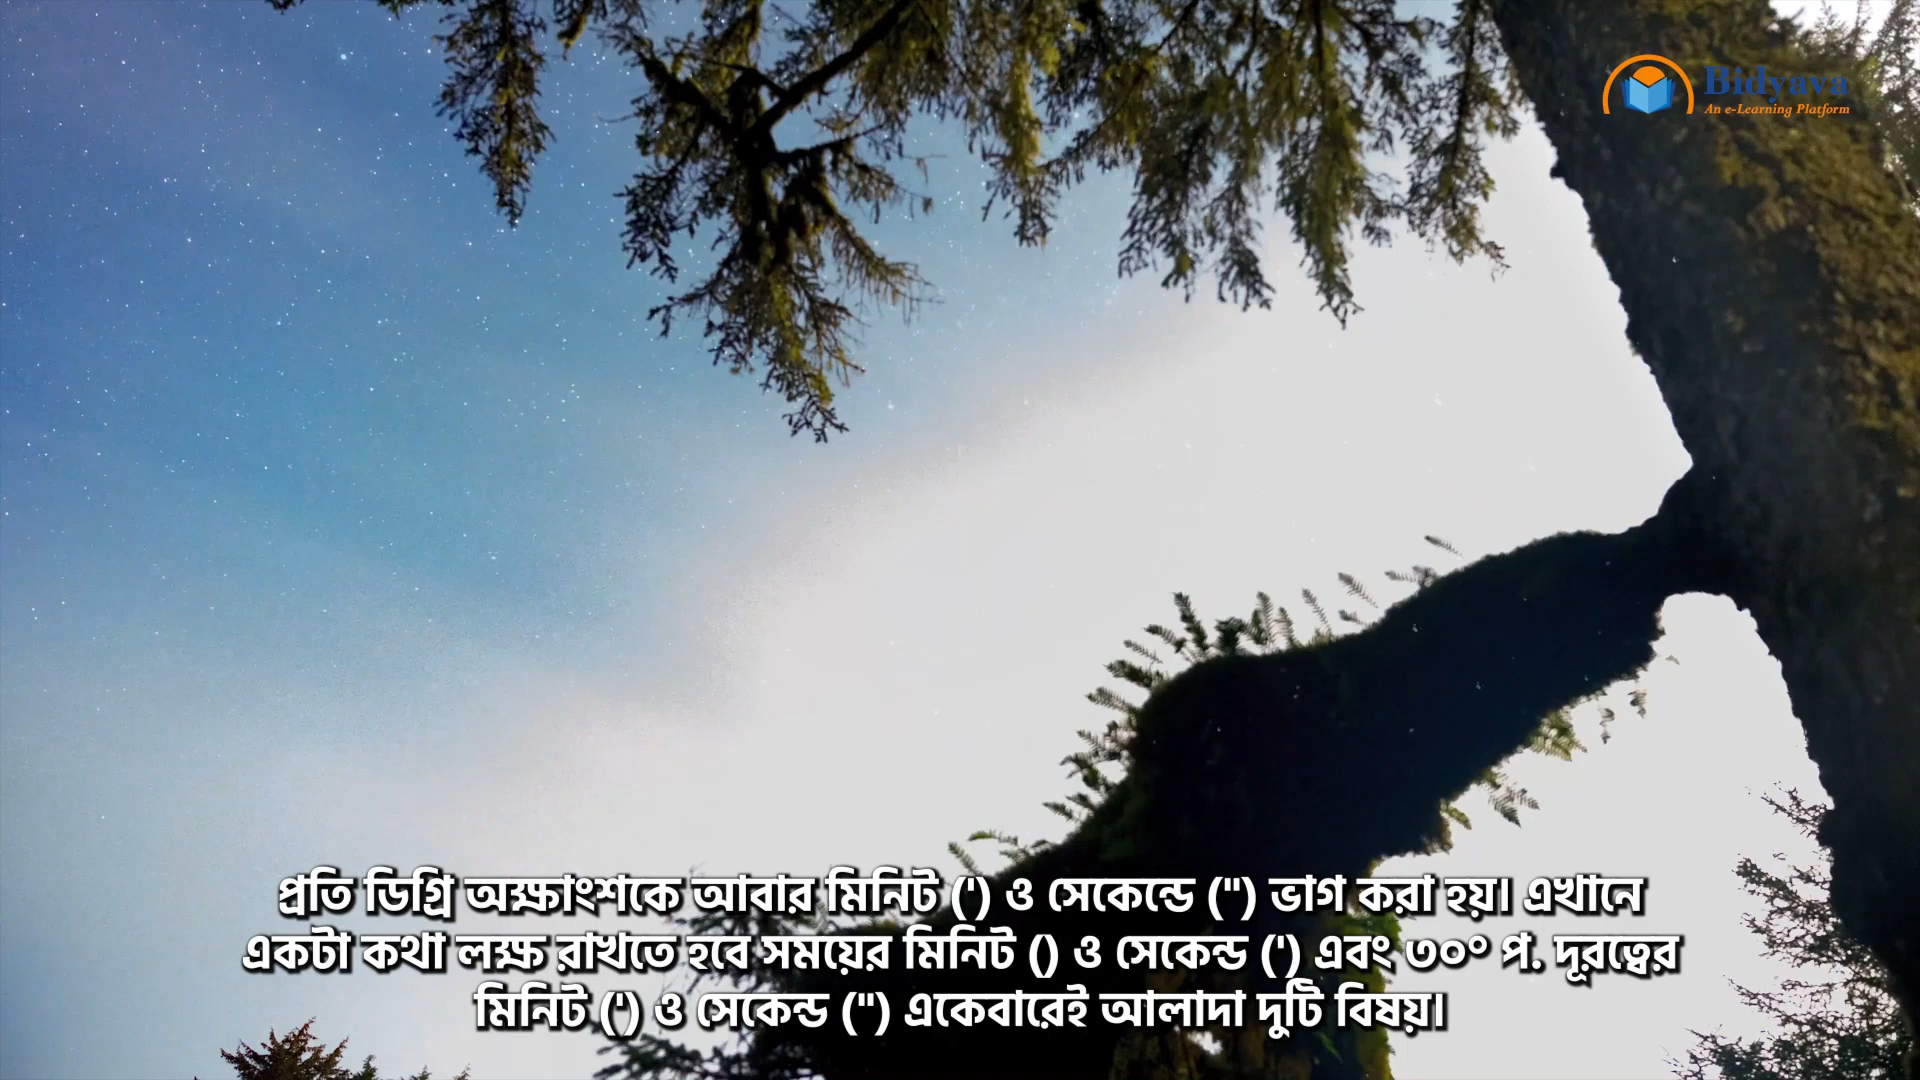 Bidyava
An e-Learning Platform
প্রতি ডিগ্রি অক্ষাংশকে আবার মিনিট (') ও সেকেন্ডে (") ভাগ করা হয়। এখানে
একটা কথা লক্ষ রাখতে হবে সময়ের মিনিট () ও সেকেন্ড (') এবং ৩০° প. দূরত্বের
মিনিট (') ও সেকেন্ড (") একেবারেই আলাদা দুটি বিষয়।